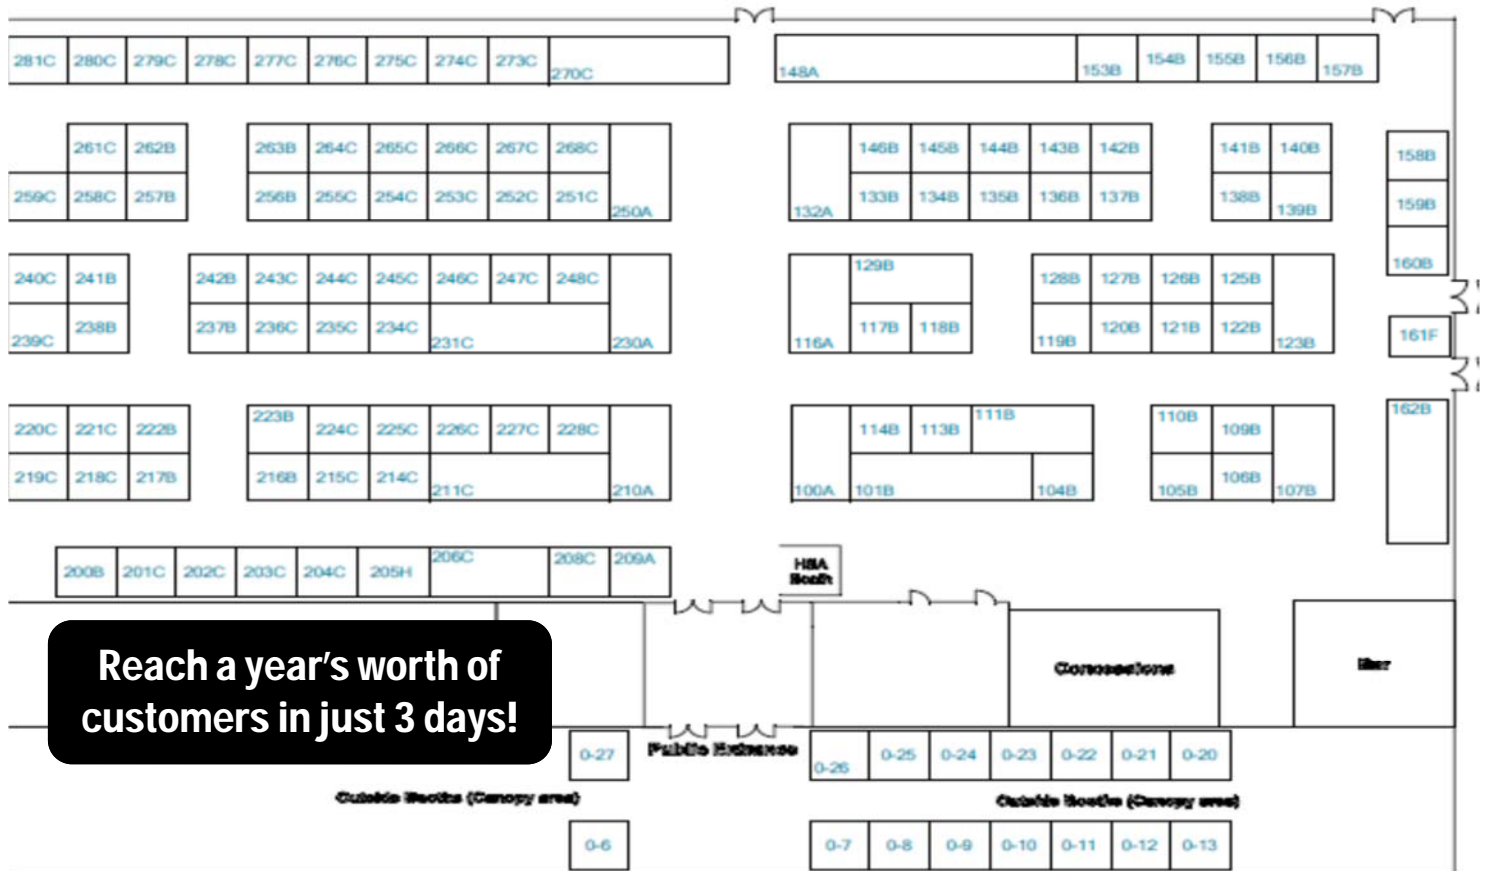 281C 280C 279C 278C 277C 276C 275C 274C 273C 270C 148A 153B 154B 155B 156B 157B
261C 262B 263B 264C 265C 266C 267C 268C 146B 145B 144B 143B 142B 141B 140B 158B
259C 258C 257B 256B 255C 254C 253C 252C 251C 250A 132A 133B 134B 135B 136B 137B 138B 139B 159B
240C 241B 242B 243C 244C 245C 246C 247C 248C 129B 128B 127B 126B 125B 160B
239C 238B 237B 236C 235C 234C 231C 230A 116A 117B 118B 119B 120B 121B 122B 123B 161F
220C 221C 222B 223B 224C 225C 226C 227C 228C 114B 113B 111B 110B 109B 162B
219C 218C 217B 216B 215C 214C 211C 210A 100A 101B 104B 105B 106B 107B
200B 201C 202C 203C 204C 205H 206C 208C 209A
Booth
Reach a year's worth of
customers in just 3 days!
Concessions
Bar
Public Entrance
0-27 0-26 0-25 0-24 0-23 0-22 0-21 0-20
Outside Booths (Canopy area) Outside Booths (Canopy area)
0-6 0-7 0-8 0-9 0-10 0-11 0-12 0-13